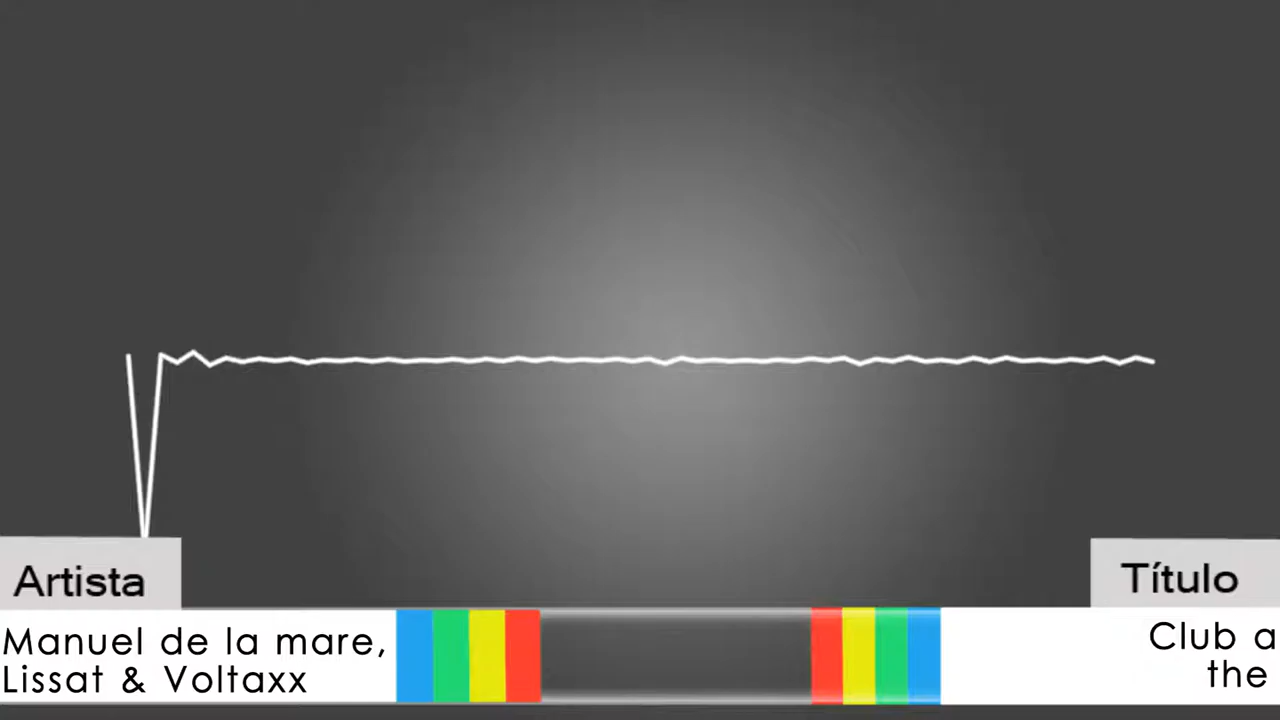 Artista
Título
Manuel de la mare,
Lissat & Voltaxx
Club a
the